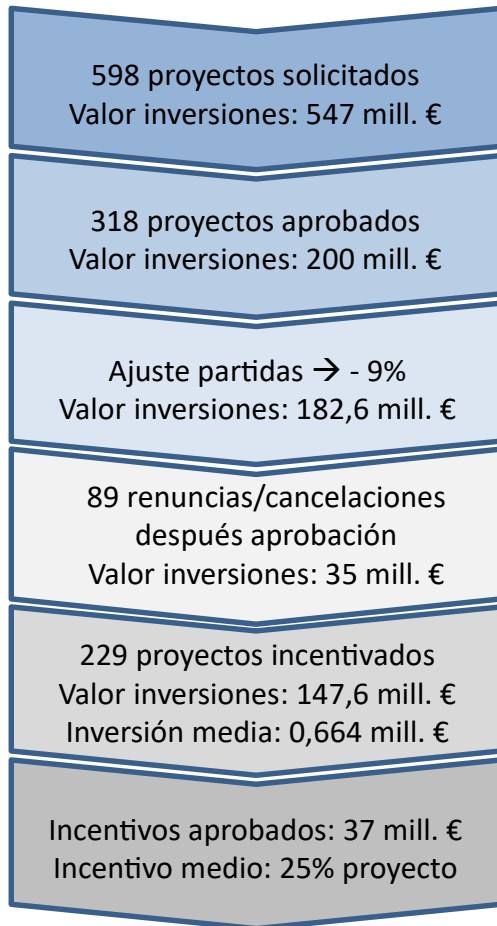 598 proyectos solicitados
Valor inversiones: 547 mill. €
318 proyectos aprobados
Valor inversiones: 200 mill. €
Ajuste partidas → - 9%
Valor inversiones: 182,6 mill. €
89 renuncias/cancelaciones
después aprobación
Valor inversiones: 35 mill. €
229 proyectos incentivados
Valor inversiones: 147,6 mill. €
Inversión media: 0,664 mill. €
Incentivos aprobados: 37 mill. €
Incentivo medio: 25% proyecto